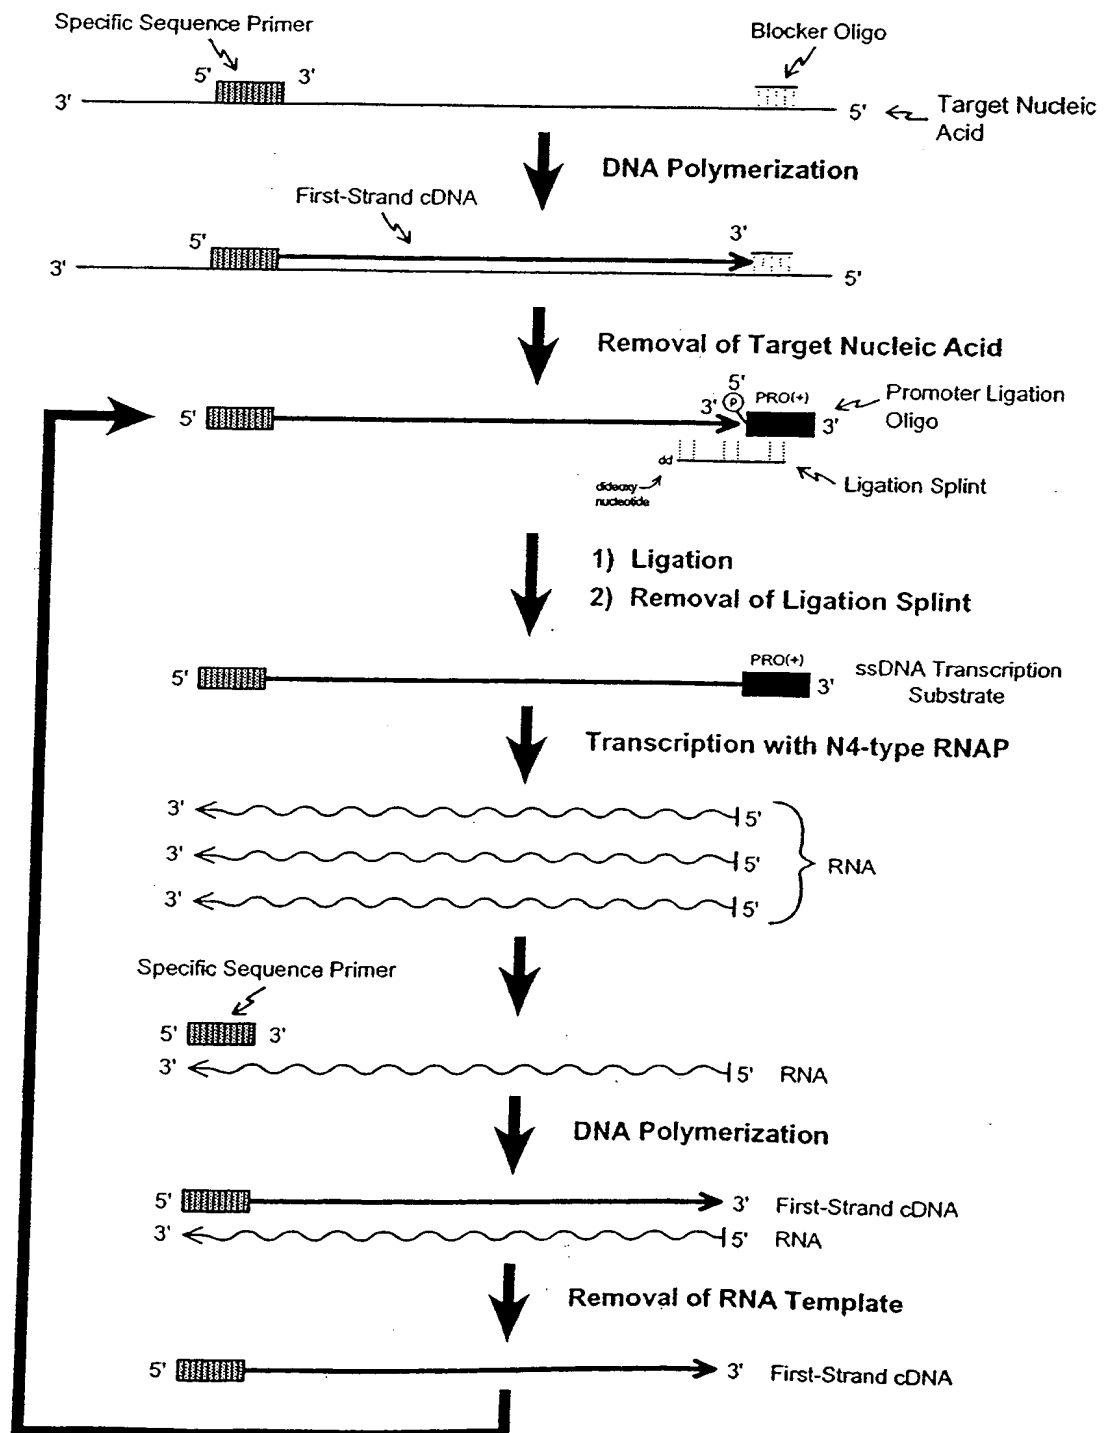 Specific Sequence Primer
Blocker Oligo
5' 3'
3' 5'
Target Nucleic
Acid
DNA Polymerization
First-Strand cDNA
5' 3'
3' 5'
Removal of Target Nucleic Acid
5'
5' 3' P PRO(+) 3'
Promoter Ligation
Oligo
dd
dideoxy
nucleotide
Ligation Splint
1) Ligation
2) Removal of Ligation Splint
PRO(+)
5' 3'
ssDNA Transcription
Substrate
Transcription with N4-type RNAP
3' 5'
3' 5'
3' 5'
RNA
Specific Sequence Primer
5' 3'
3' 5' RNA
DNA Polymerization
5' 3' First-Strand cDNA
3' 5' RNA
Removal of RNA Template
5' 3' First-Strand cDNA